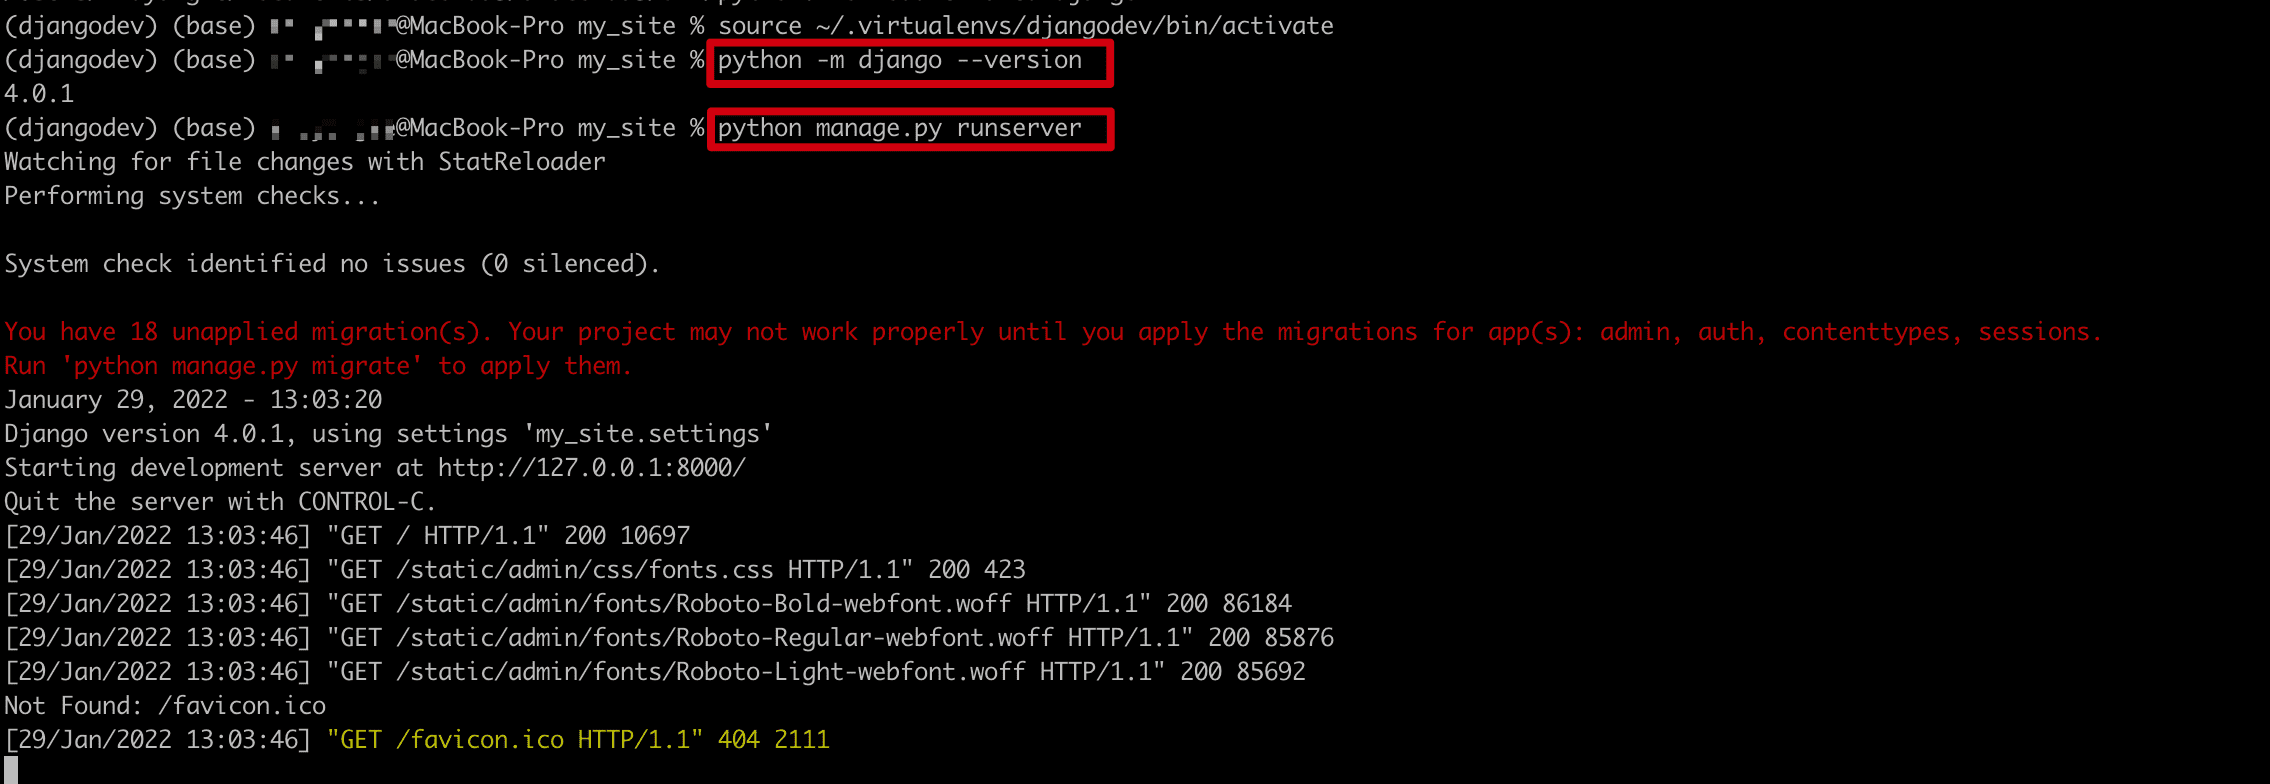 (djangodev) (base) @MacBook-Pro my_site % source ~/.virtualenvs/djangodev/bin/activate
(djangodev) (base) @MacBook-Pro my_site % python -m django --version
4.0.1
(djangodev) (base) @MacBook-Pro my_site % python manage.py runserver
Watching for file changes with StatReloader
Performing system checks...
System check identified no issues (0 silenced).
You have 18 unapplied migration(s). Your project may not work properly until you apply the migrations for app(s): admin, auth, contenttypes, sessions.
Run 'python manage.py migrate' to apply them.
January 29, 2022 - 13:03:20
Django version 4.0.1, using settings 'my_site.settings'
Starting development server at http://127.0.0.1:8000/
Quit the server with CONTROL-C.
[29/Jan/2022 13:03:46] "GET / HTTP/1.1" 200 10697
[29/Jan/2022 13:03:46] "GET /static/admin/css/fonts.css HTTP/1.1" 200 423
[29/Jan/2022 13:03:46] "GET /static/admin/fonts/Roboto-Bold-webfont.woff HTTP/1.1" 200 86184
[29/Jan/2022 13:03:46] "GET /static/admin/fonts/Roboto-Regular-webfont.woff HTTP/1.1" 200 85876
[29/Jan/2022 13:03:46] "GET /static/admin/fonts/Roboto-Light-webfont.woff HTTP/1.1" 200 85692
Not Found: /favicon.ico
[29/Jan/2022 13:03:46] "GET /favicon.ico HTTP/1.1" 404 2111